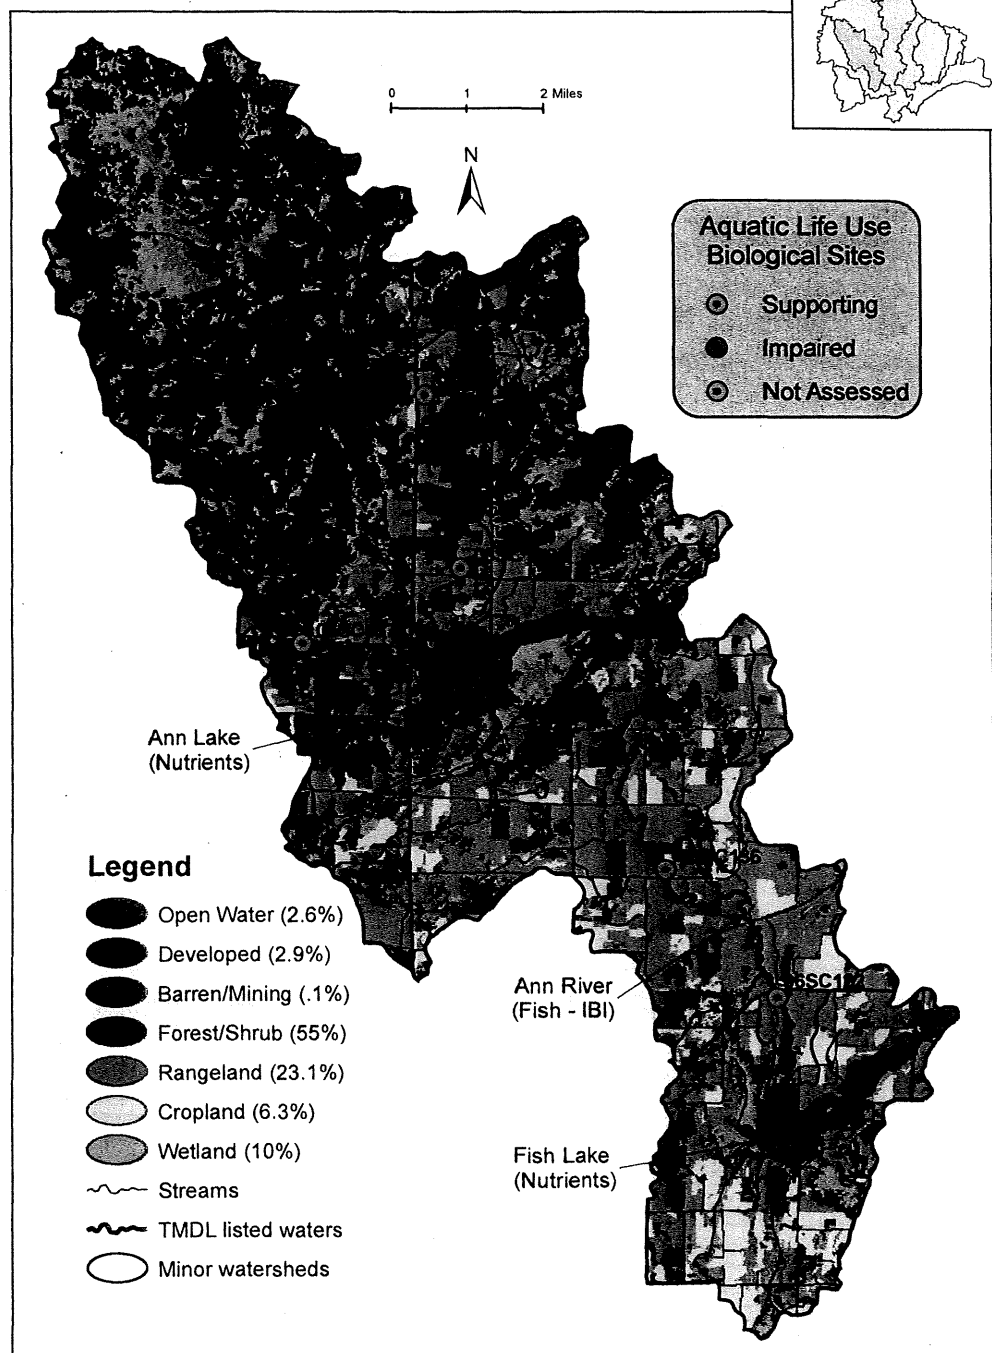 0 1 2 Miles
N
Aquatic Life Use
Biological Sites
Supporting
Impaired
Not Assessed
Ann Lake
(Nutrients)
Legend
Open Water (2.6%)
Developed (2.9%)
Barren/Mining (.1%)
Forest/Shrub (55%)
Rangeland (23.1%)
Cropland (6.3%)
Wetland (10%)
Streams
TMDL listed waters
Minor watersheds
Ann River
(Fish - IBI)
Fish Lake
(Nutrients)